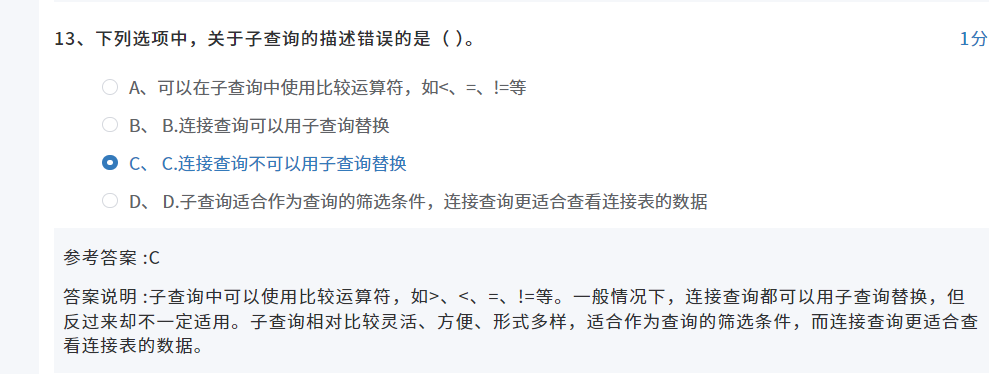 13、下列选项中，关于子查询的描述错误的是（ ）。
1分
A、可以在子查询中使用比较运算符，如<、=、!=等
B、 B.连接查询可以用子查询替换
C、 C.连接查询不可以用子查询替换
D、 D.子查询适合作为查询的筛选条件，连接查询更适合查看连接表的数据
参考答案 :C
答案说明 :子查询中可以使用比较运算符，如>、<、=、!=等。一般情况下，连接查询都可以用子查询替换，但
反过来却不一定适用。子查询相对比较灵活、方便、形式多样，适合作为查询的筛选条件，而连接查询更适合查
看连接表的数据。